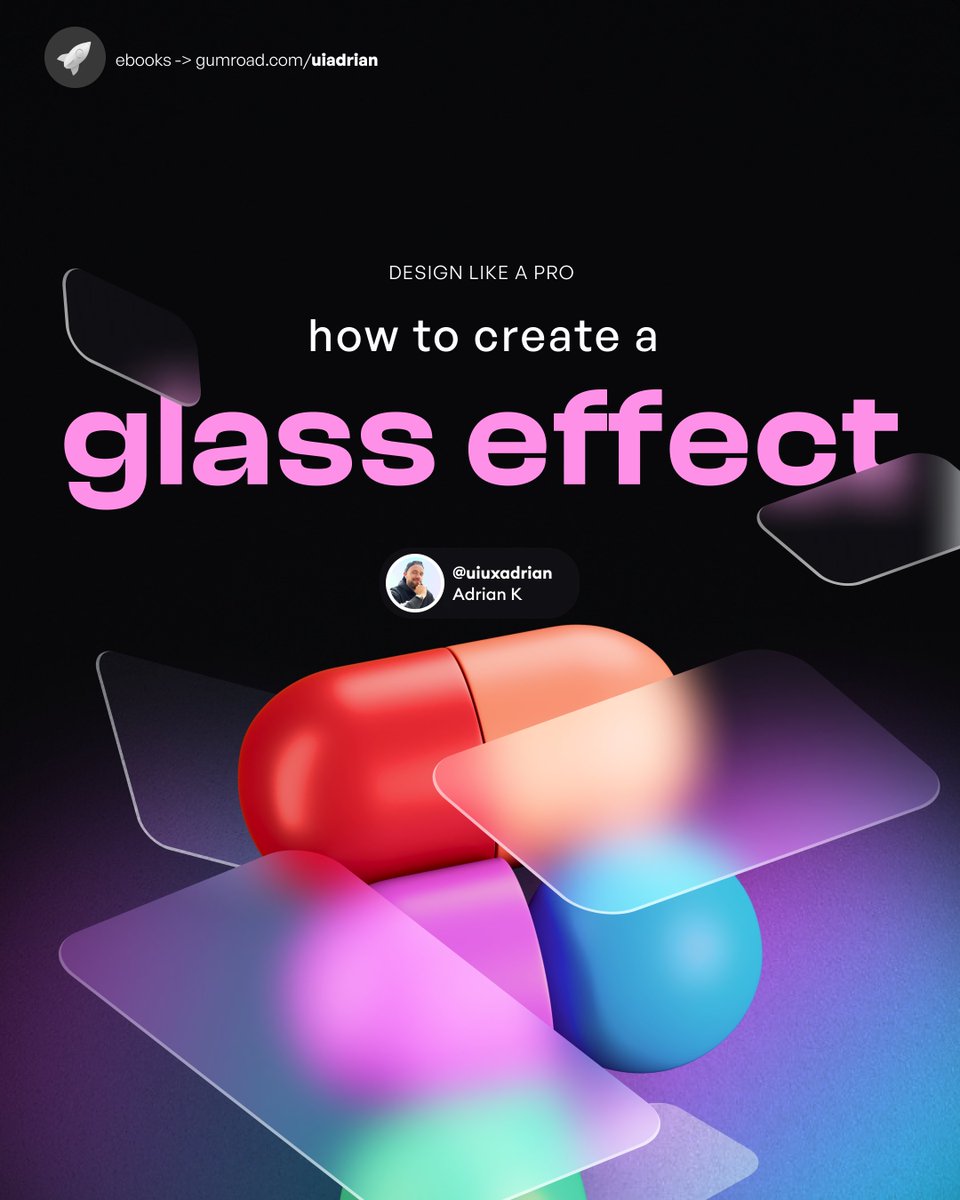 ebooks -> gumroad.com/uiadrian
DESIGN LIKE A PRO
how to create a
glass effect
@uiuxadrian
Adrian K